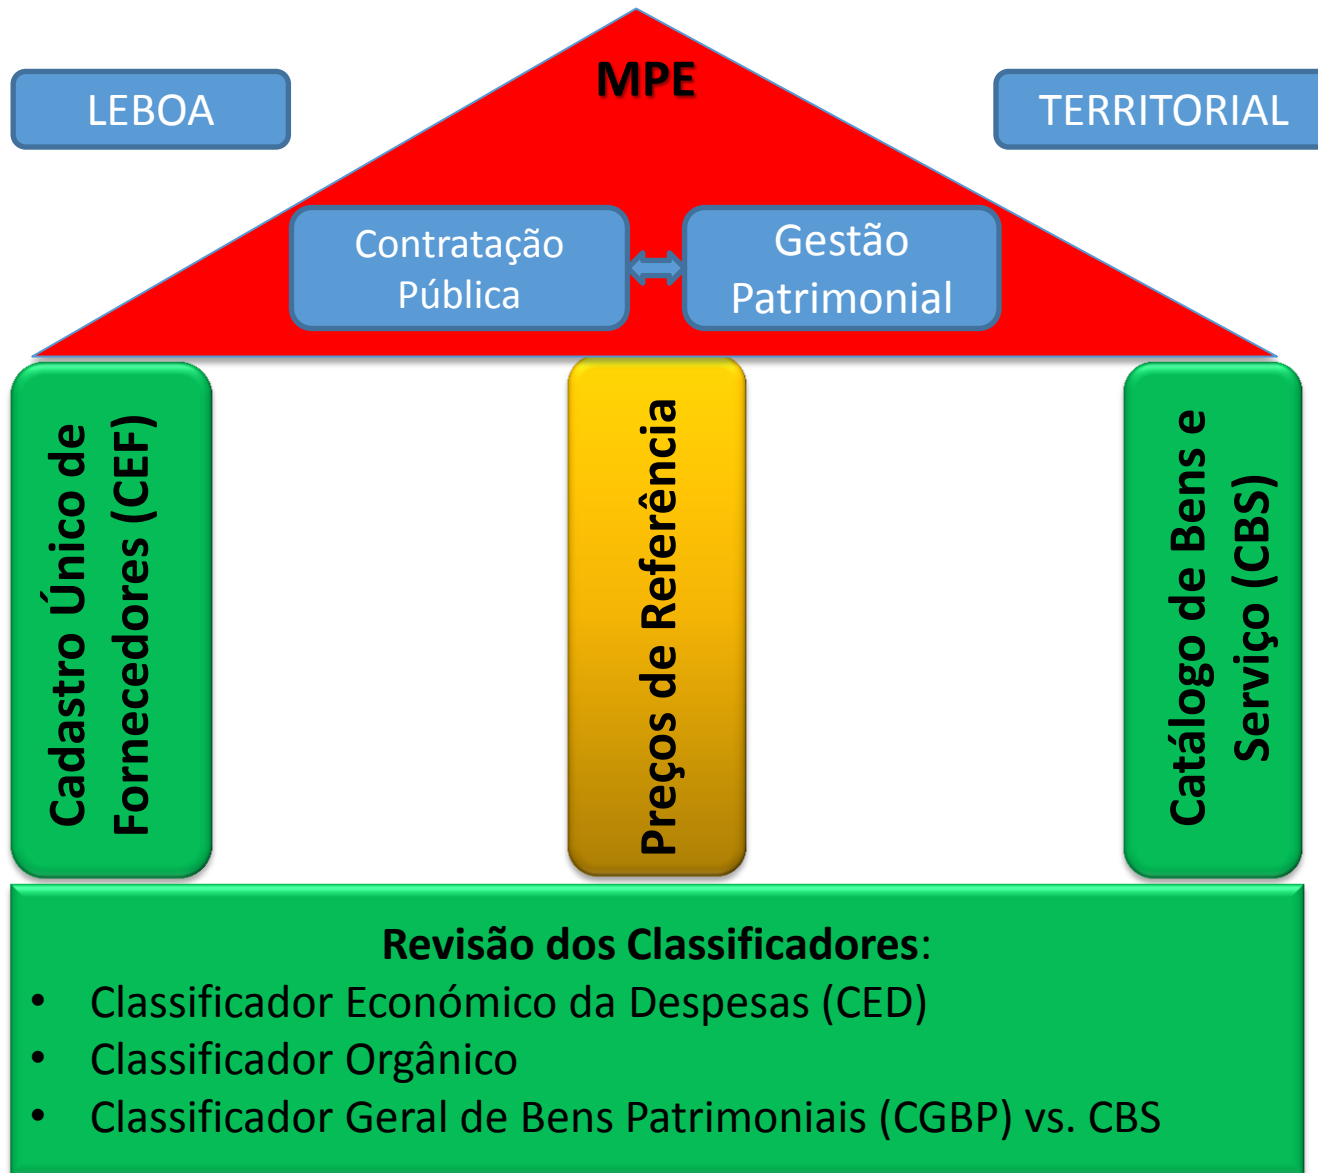 MPE
LEBOA
TERRITORIAL
Contratação
Pública
Gestão
Patrimonial
Cadastro Único de
Fornecedores (CEF)
Preços de Referência
Catálogo de Bens e
Serviço (CBS)
Revisão dos Classificadores:
• Classificador Económico da Despesas (CED)
• Classificador Orgânico
• Classificador Geral de Bens Patrimoniais (CGBP) vs. CBS